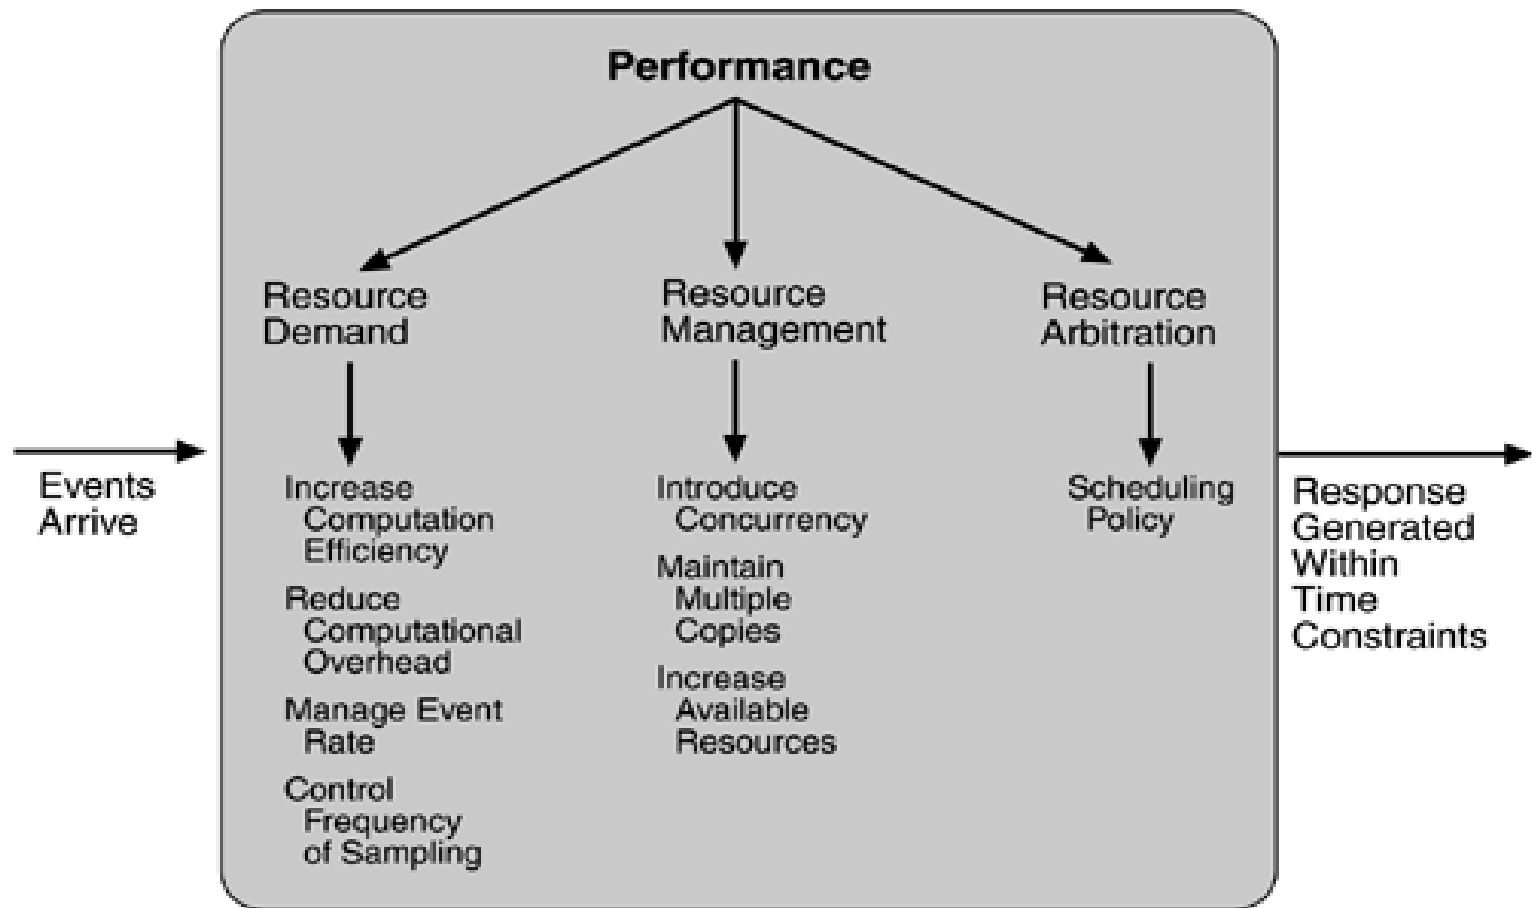 Performance
Resource
Demand
Resource
Management
Resource
Arbitration
Events
Arrive
Increase
Computation
Efficiency
Reduce
Computational
Overhead
Manage Event
Rate
Control
Frequency
of Sampling
Introduce
Concurrency
Maintain
Multiple
Copies
Increase
Available
Resources
Scheduling
Policy
Response
Generated
Within
Time
Constraints